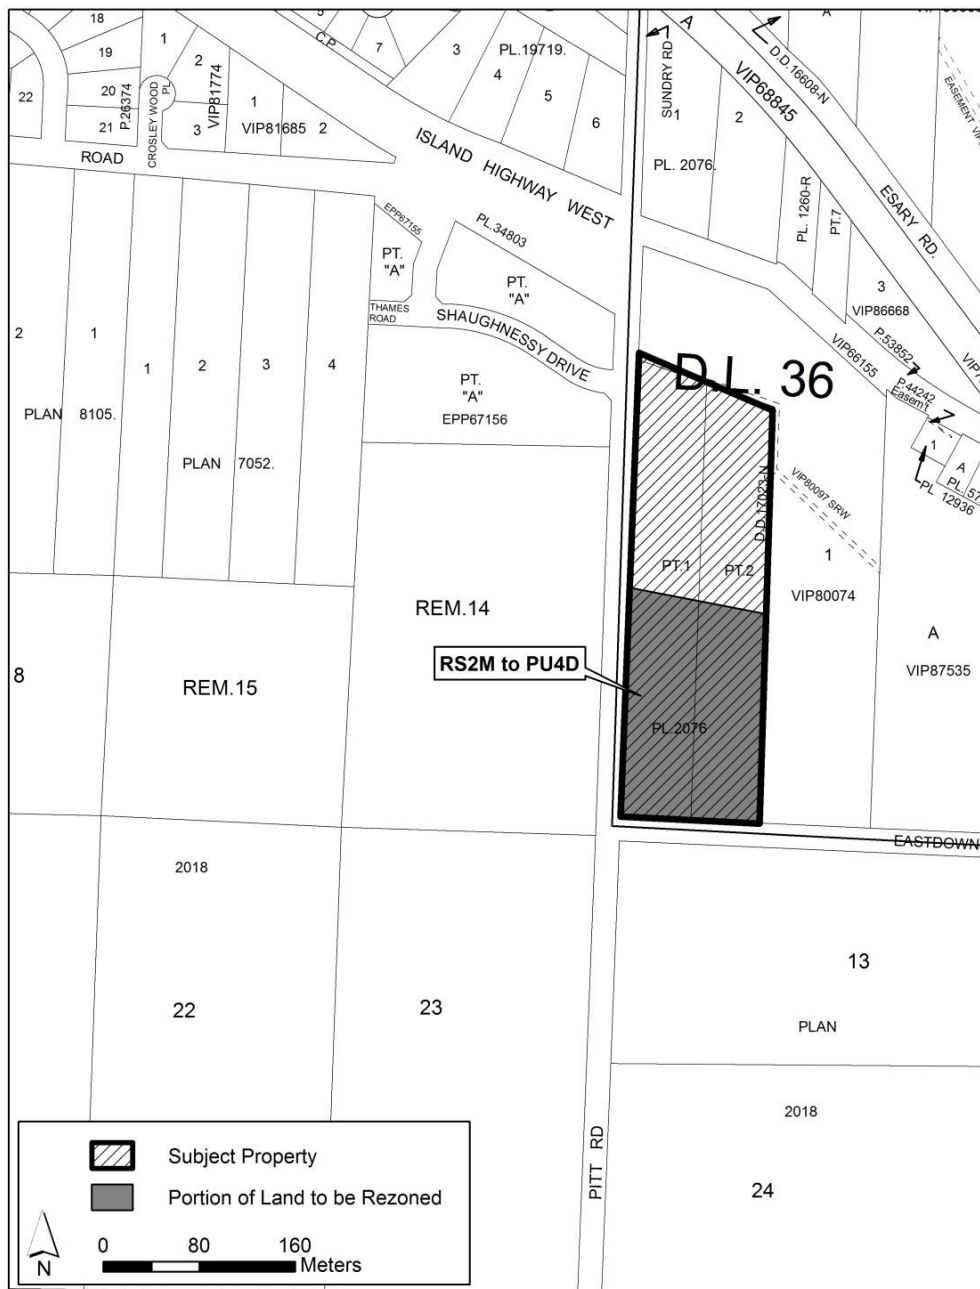 18
19
20
21
22
P.26374
1
2
3
CROSLEY WOOD
PL
VIP81774
1
VIP81685
2
ROAD
5
C.P
7
3
PL.19719.
4
5
6
ISLAND HIGHWAY WEST
A
SUNDRY RD
1
2
PL. 2076.
D.D.16608-N
A
VIP68845
EASEMENT
PL. 1260-R
PT.7
ESARY RD.
3
VIP86668
VIP66155
P.53852
P.44242
Easem't
1
A
PL 12936
EPP67155
PT.
"A"
THAMES
ROAD
PL.34803
PT.
"A"
SHAUGHNESSY DRIVE
PT.
"A"
EPP67156
2
1
PLAN 8105.
1
2
3
4
PLAN 7052.
D.L. 36
D.D.17023-N
VIP80097 SRW
PT.1
PT.2
1
VIP80074
A
VIP87535
REM.14
RS2M to PU4D
8
REM.15
PL.2076
EASTDOWN
2018
22
23
13
PLAN
2018
24
PITT RD
Subject Property
Portion of Land to be Rezoned
N
0 80 160
Meters